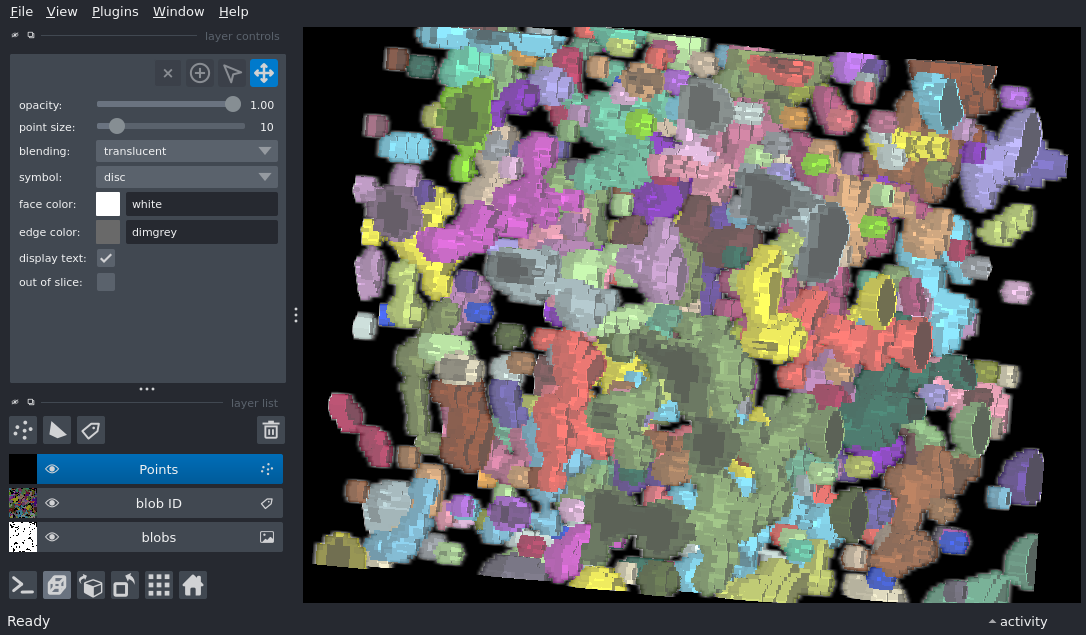 File View Plugins Window Help
layer controls
opacity: 1.00
point size: 10
blending: translucent
symbol: disc
face color: white
edge color: dimgrey
display text:
out of slice:
layer list
Points
blob ID
blobs
Ready
activity